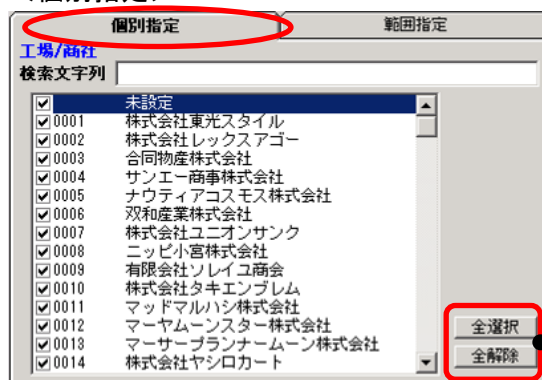 個別指定 範囲指定
工場/商社
検索文字列
未設定
0001 株式会社東光スタイル
0002 株式会社レックスアゴー
0003 合同物産株式会社
0004 サンエー商事株式会社
0005 ナウティアコスモス株式会社
0006 双和産業株式会社
0007 株式会社ユニオンサンク
0008 ニッピ小宮株式会社
0009 有限会社ソレイユ商会
0010 株式会社タキエンブレム
0011 マッドマルハシ株式会社
0012 マーヤムーンスター株式会社
0013 マーサーブランナームーン株式会社
0014 株式会社ヤシロカート
全選択
全解除